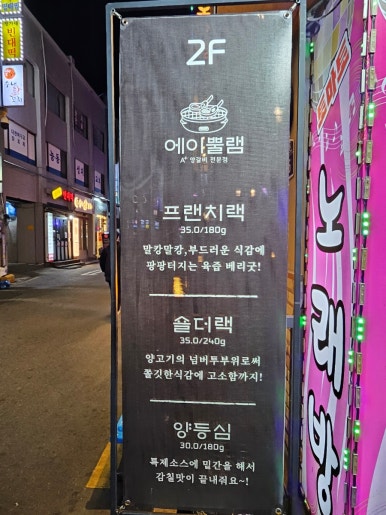 2F
에이뿔램
A+ 양갈비 전문점
프랜치랙
35.0/180g
말캉말캉,부드러운 식감에
팡팡터지는 육즙 베리굿!
숄더랙
35.0/240g
양고기의 넘버투부위로써
쫄깃한식감에 고소함까지!
양등심
30.0/180g
특제소스에 밑간을 해서
감칠맛이 끝내줘요~!
노래방
빈대떡